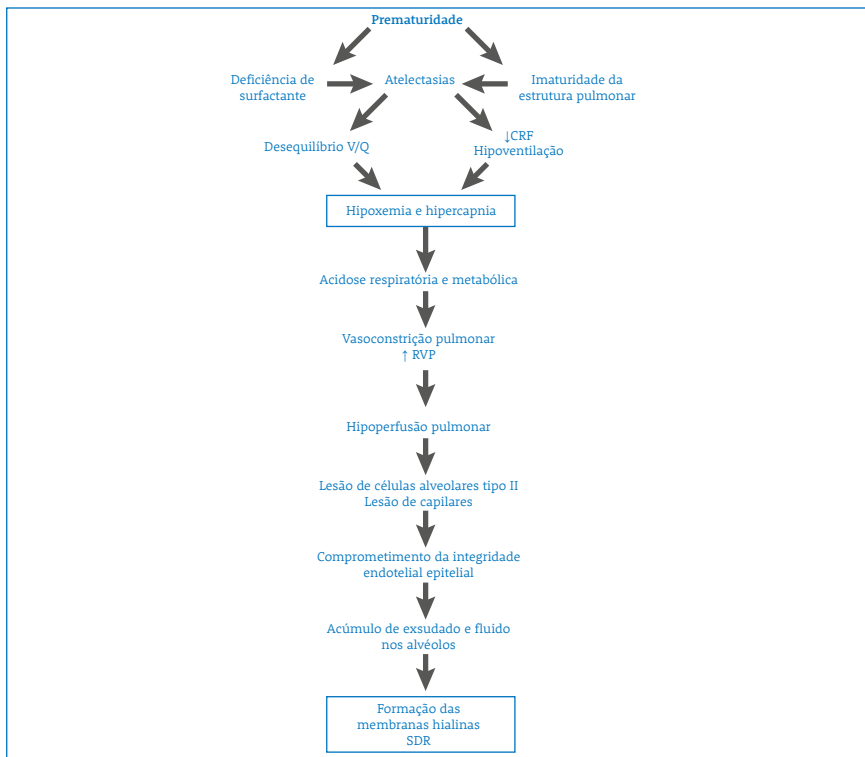 Prematuridade
Deficiência de
surfactante
Atelectasias
Imaturidade da
estrutura pulmonar
Desequilíbrio V/Q
↓CRF
Hipoventilação
Hipoxemia e hipercapnia
Acidose respiratória e metabólica
Vasoconstrição pulmonar
↑ RVP
Hipoperfusão pulmonar
Lesão de células alveolares tipo II
Lesão de capilares
Comprometimento da integridade
endotelial epitelial
Acúmulo de exsudado e fluido
nos alvéolos
Formação das
membranas hialinas
SDR